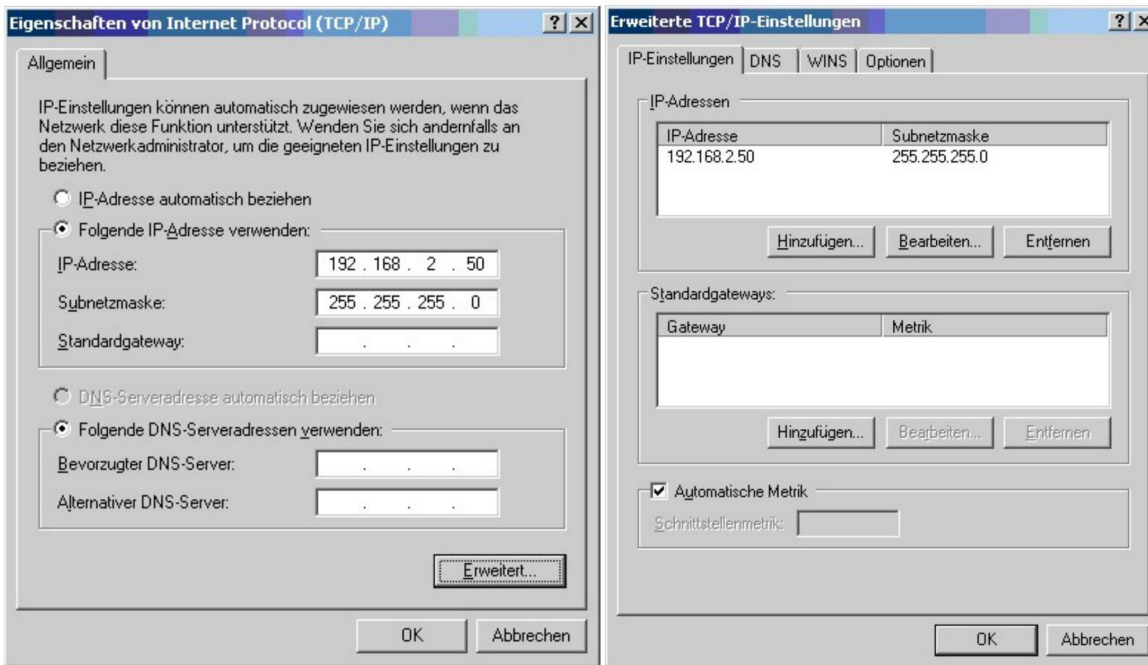 Eigenschaften von Internet Protocol (TCP/IP)
Allgemein
IP-Einstellungen können automatisch zugewiesen werden, wenn das
Netzwerk diese Funktion unterstützt. Wenden Sie sich andernfalls an
den Netzwerkadministrator, um die geeigneten IP-Einstellungen zu
beziehen.
IP-Adresse automatisch beziehen
Folgende IP-Adresse verwenden:
IP-Adresse: 192 . 168 . 2 . 50
Subnetzmaske: 255 . 255 . 255 . 0
Standardgateway: . . .
DNS-Serveradresse automatisch beziehen
Folgende DNS-Serveradressen verwenden:
Bevorzugter DNS-Server: . . .
Alternativer DNS-Server: . . .
Erweitert...
OK Abbrechen
Erweiterte TCP/IP-Einstellungen
IP-Einstellungen DNS WINS Optionen
IP-Adressen
IP-Adresse Subnetzmaske
192.168.2.50 255.255.255.0
Hinzufügen... Bearbeiten... Entfernen
Standardgateways:
Gateway Metrik
Hinzufügen... Bearbeiten... Entfernen
Automatische Metrik
Schnittstellenmetrik:
OK Abbrechen